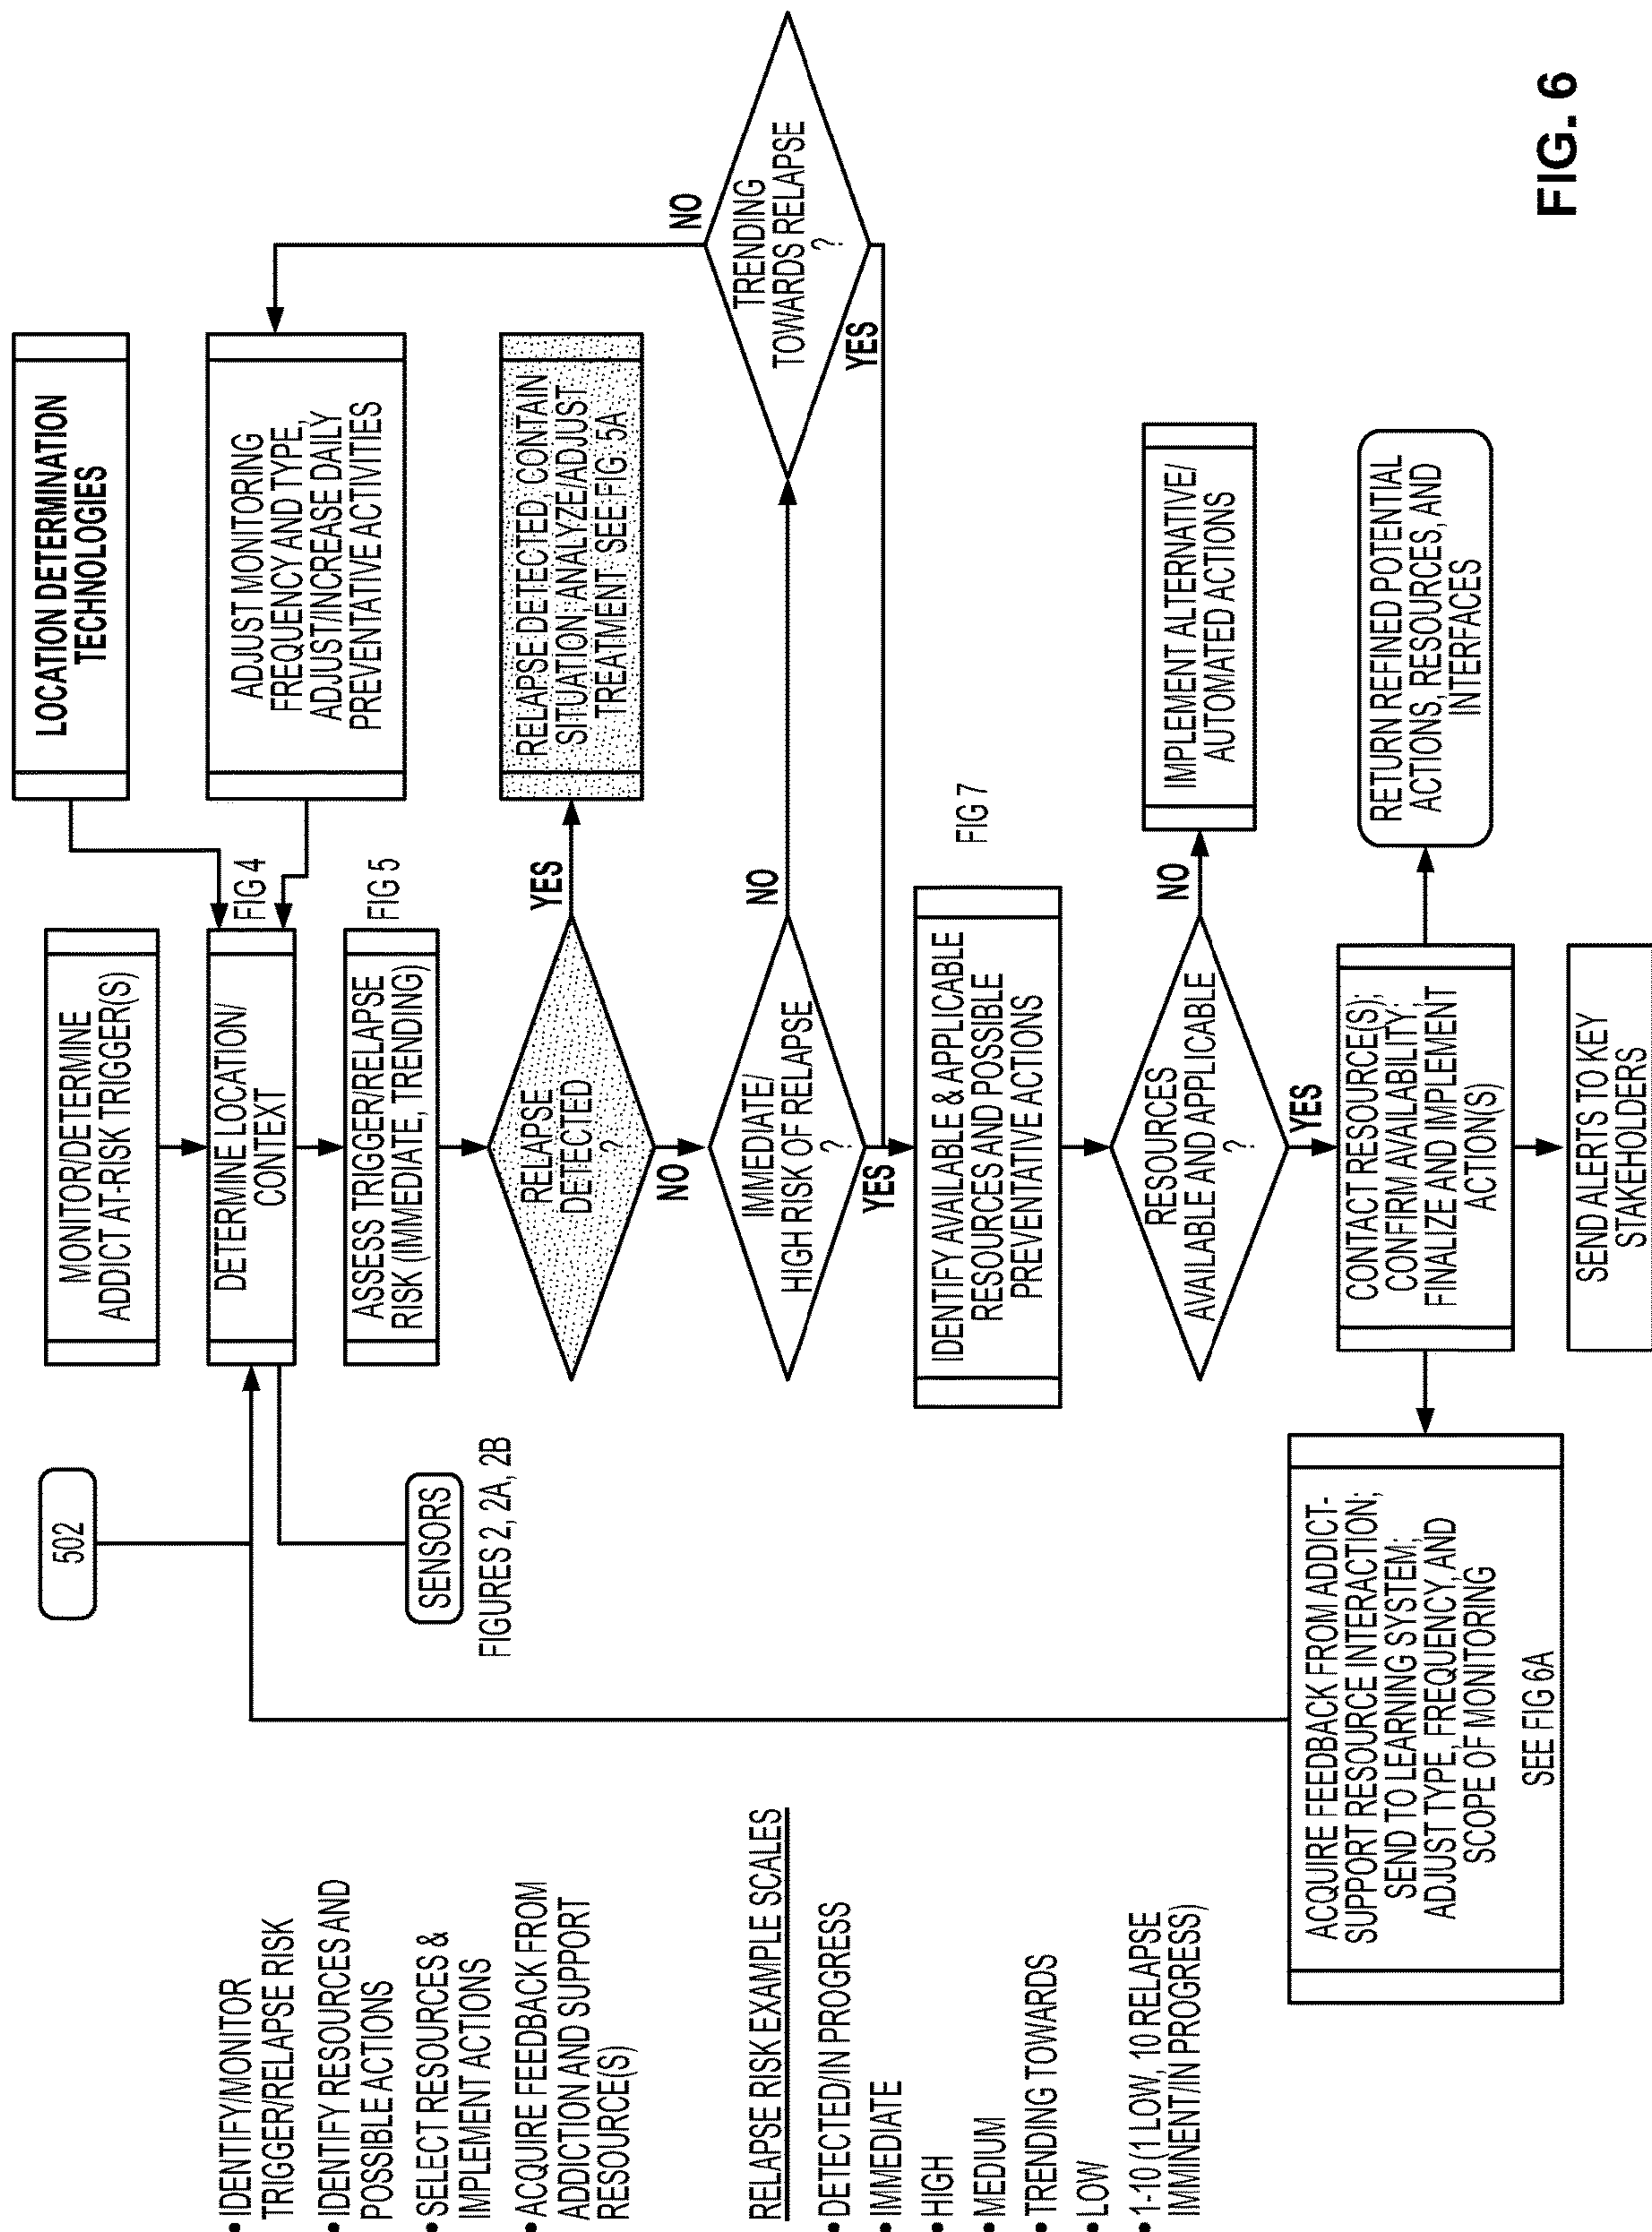 • IDENTIFY/MONITOR
TRIGGER/RELAPSE RISK
• IDENTIFY RESOURCES AND
POSSIBLE ACTIONS
• SELECT RESOURCES &
IMPLEMENT ACTIONS
• ACQUIRE FEEDBACK FROM
ADDICTION AND SUPPORT
RESOURCE(S)
RELAPSE RISK EXAMPLE SCALES
• DETECTED/IN PROGRESS
• IMMEDIATE
• HIGH
• MEDIUM
• TRENDING TOWARDS
• LOW
• 1-10 (1 LOW, 10 RELAPSE
IMMINENT/IN PROGRESS)
502
SENSORS
FIGURES 2, 2A, 2B
MONITOR/DETERMINE
ADDICT AT-RISK TRIGGER(S)
DETERMINE LOCATION/
CONTEXT
FIG 4
LOCATION DETERMINATION
TECHNOLOGIES
ADJUST MONITORING
FREQUENCY AND TYPE,
ADJUST/INCREASE DAILY
PREVENTATIVE ACTIVITIES
ASSESS TRIGGER/RELAPSE
RISK (IMMEDIATE, TRENDING)
FIG 5
RELAPSE
DETECTED
?
YES
RELAPSE DETECTED, CONTAIN
SITUATION, ANALYZE/ADJUST
TREATMENT SEE FIG. 5A
NO
IMMEDIATE/
HIGH RISK OF RELAPSE
?
NO
TRENDING
TOWARDS RELAPSE
?
NO
YES
YES
IDENTIFY AVAILABLE & APPLICABLE
RESOURCES AND POSSIBLE
PREVENTATIVE ACTIONS
FIG 7
RESOURCES
AVAILABLE AND APPLICABLE
?
NO
IMPLEMENT ALTERNATIVE/
AUTOMATED ACTIONS
YES
CONTACT RESOURCE(S);
CONFIRM AVAILABILITY;
FINALIZE AND IMPLEMENT
ACTION(S)
RETURN REFINED POTENTIAL
ACTIONS, RESOURCES, AND
INTERFACES
SEND ALERTS TO KEY
STAKEHOLDERS
ACQUIRE FEEDBACK FROM ADDICT-
SUPPORT RESOURCE INTERACTION;
SEND TO LEARNING SYSTEM;
ADJUST TYPE, FREQUENCY, AND
SCOPE OF MONITORING
SEE FIG 6A
FIG. 6